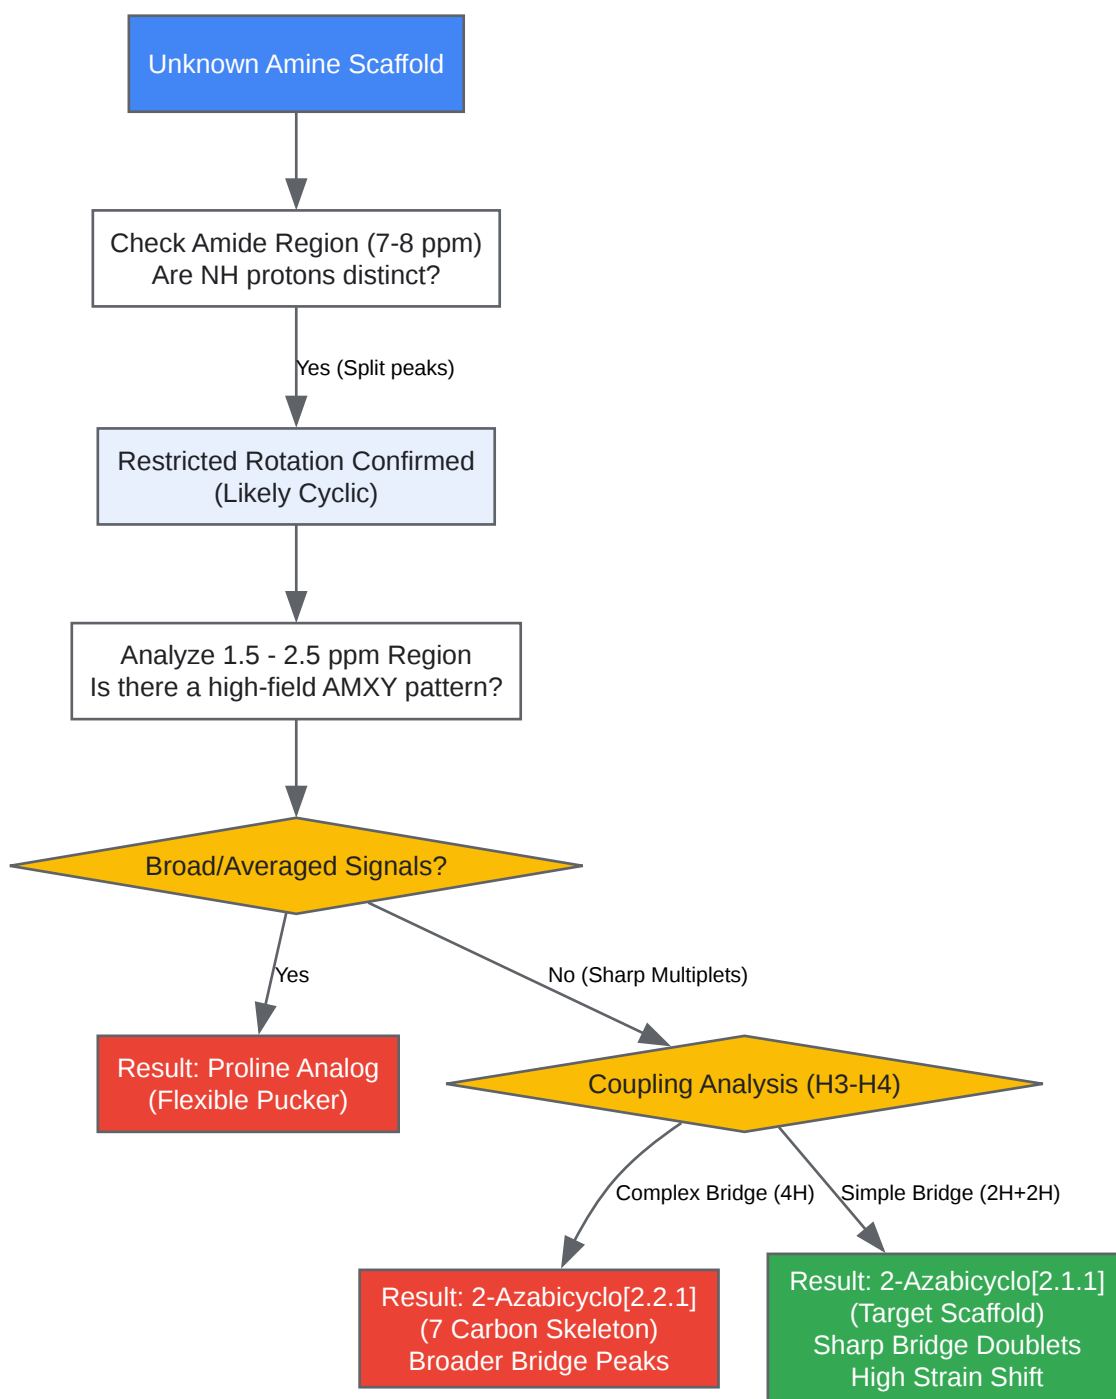 Unknown Amine Scaffold
Check Amide Region (7-8 ppm)
Are NH protons distinct?
Yes (Split peaks)
Restricted Rotation Confirmed
(Likely Cyclic)
Analyze 1.5 - 2.5 ppm Region
Is there a high-field AMXY pattern?
Broad/Averaged Signals?
Yes
No (Sharp Multiplets)
Result: Proline Analog
(Flexible Pucker)
Coupling Analysis (H3-H4)
Complex Bridge (4H)
Simple Bridge (2H+2H)
Result: 2-Azabicyclo[2.2.1]
(7 Carbon Skeleton)
Broader Bridge Peaks
Result: 2-Azabicyclo[2.1.1]
(Target Scaffold)
Sharp Bridge Doublets
High Strain Shift